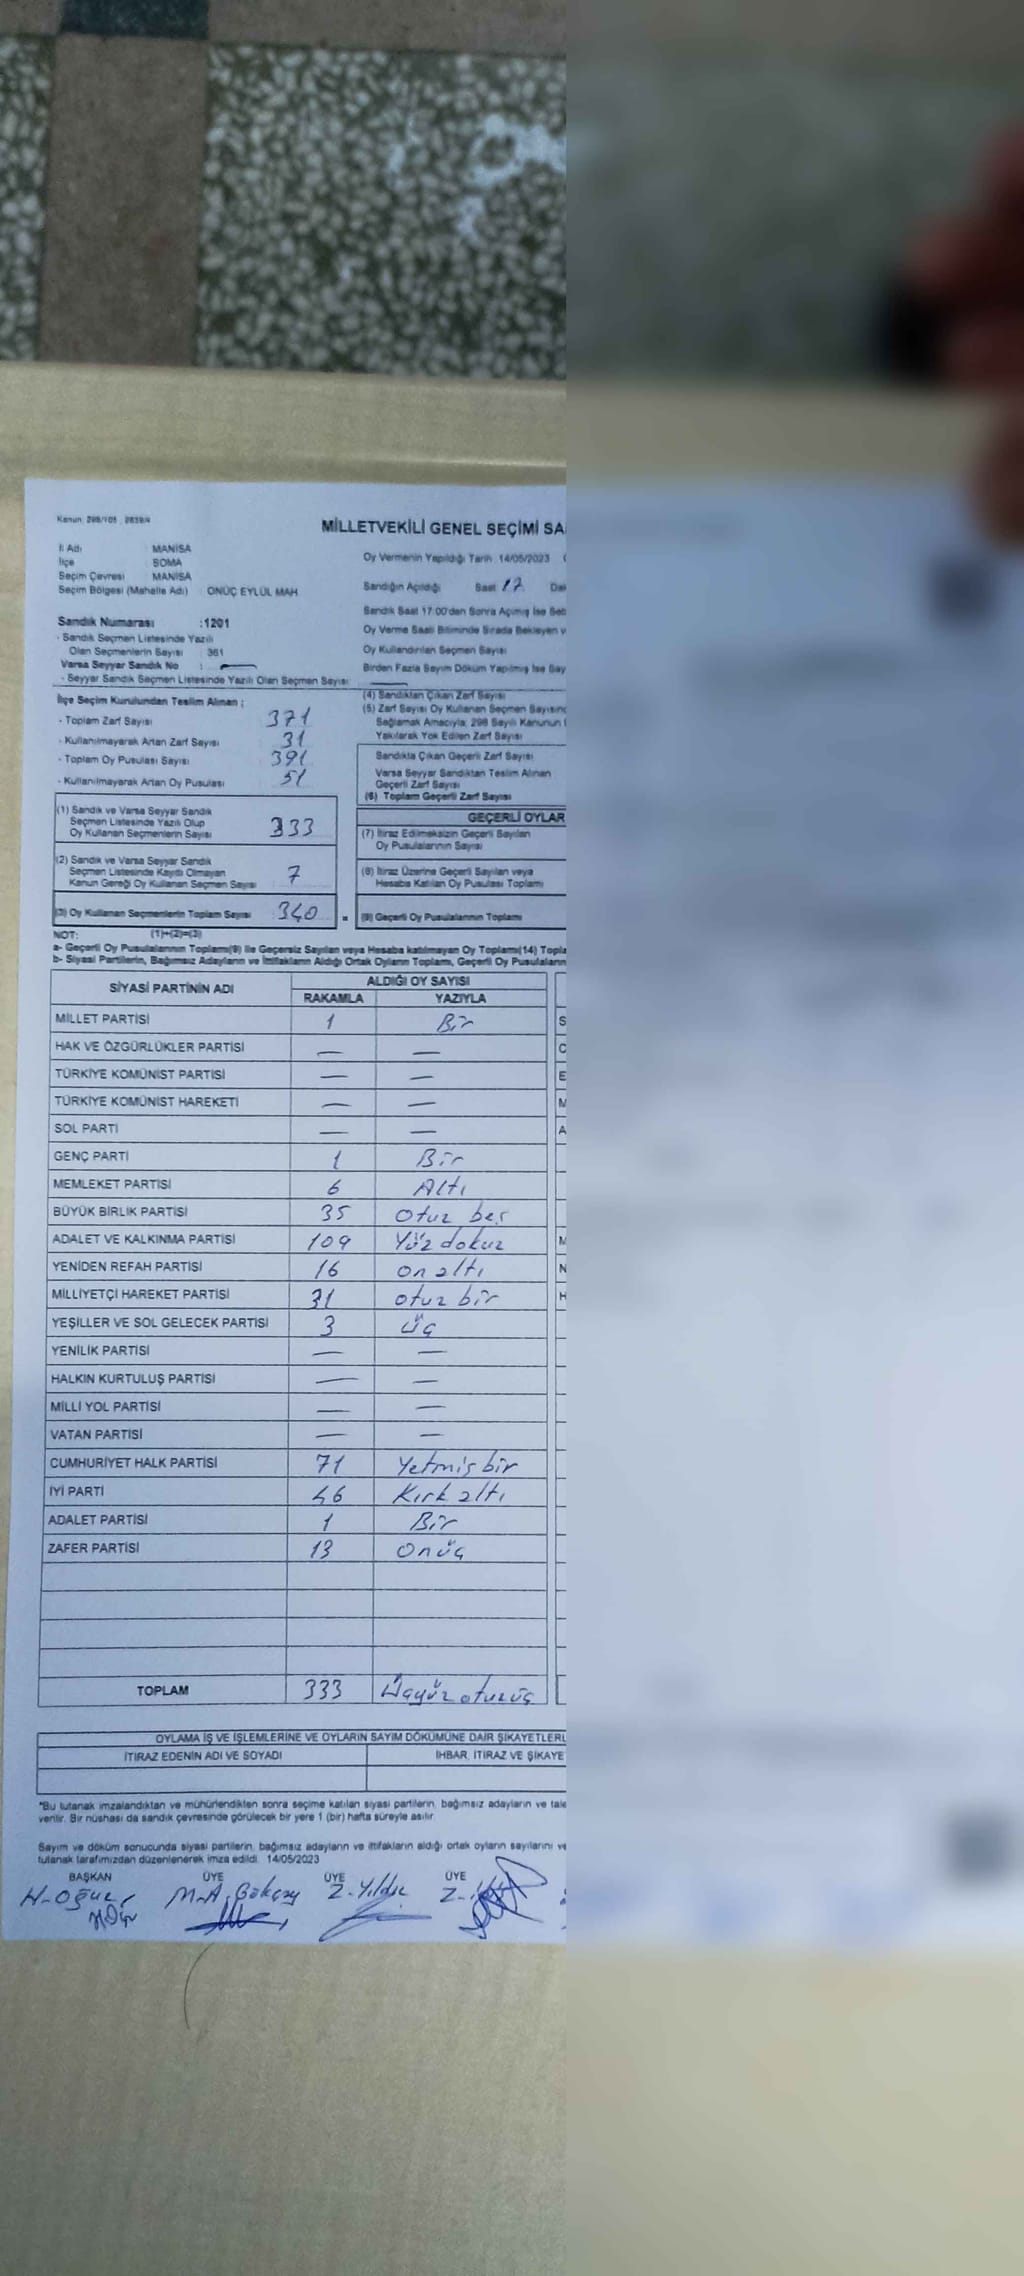 Kanun: 298/105 , 2839/4
MİLLETVEKİLİ GENEL SEÇİMİ SA
İl Adı : MANİSA
İlçe : SOMA
Seçim Çevresi : MANİSA
Seçim Bölgesi (Mahalle Adı) : ONÜÇ EYLÜL MAH.
Oy Vermenin Yapıldığı Tarih :14/05/2023
Sandığın Açıldığı Saat 17 Dak
Sandık Numarası :1201
- Sandık Seçmen Listesinde Yazılı
Olan Seçmenlerin Sayısı : 361
Varsa Seyyar Sandık No : —
- Seyyar Sandık Seçmen Listesinde Yazılı Olan Seçmen Sayısı: —
Sandık Saat 17:00'den Sonra Açılmış İse Seb
Oy Verme Saati Bitiminde Sırada Bekleyen v
Oy Kullandırılan Seçmen Sayısı
Birden Fazla Sayım Döküm Yapılmış İse Say
İlçe Seçim Kurulundan Teslim Alınan ;
- Toplam Zarf Sayısı 371
- Kullanılmayarak Artan Zarf Sayısı 31
- Toplam Oy Pusulası Sayısı 391
- Kullanılmayarak Artan Oy Pusulası 51
(4) Sandıktan Çıkan Zarf Sayısı
(5) Zarf Sayısı Oy Kullanan Seçmen Sayısınd
Sağlamak Amacıyla; 298 Sayılı Kanunun
Yakılarak Yok Edilen Zarf Sayısı
Sandıkta Çıkan Geçerli Zarf Sayısı
Varsa Seyyar Sandıktan Teslim Alınan
Geçerli Zarf Sayısı
(6) Toplam Geçerli Zarf Sayısı
(1) Sandık ve Varsa Seyyar Sandık
Seçmen Listesinde Yazılı Olup
Oy Kullanan Seçmenlerin Sayısı 333
(2) Sandık ve Varsa Seyyar Sandık
Seçmen Listesinde Kayıtlı Olmayan
Kanun Gereği Oy Kullanan Seçmen Sayısı 7
(3) Oy Kullanan Seçmenlerin Toplam Sayısı 340 =
GEÇERLİ OYLAR
(7) İtiraz Edilmeksizin Geçerli Sayılan
Oy Pusulalarının Sayısı
(8) İtiraz Üzerine Geçerli Sayılan veya
Hesaba Katılan Oy Pusulası Toplamı
(9) Geçerli Oy Pusulalarının Toplamı
NOT: (1)+(2)=(3)
a- Geçerli Oy Pusulalarının Toplamı(9) ile Geçersiz Sayılan veya Hesaba katılmayan Oy Toplamı(14) Topla
b- Siyasi Partilerin, Bağımsız Adayların ve İttifakların Aldığı Ortak Oyların Toplamı, Geçerli Oy Pusulaların
SİYASİ PARTİNİN ADI ALDIĞI OY SAYISI
RAKAMLA YAZIYLA
MİLLET PARTİSİ 1 Bir
HAK VE ÖZGÜRLÜKLER PARTİSİ — —
TÜRKİYE KOMÜNİST PARTİSİ — —
TÜRKİYE KOMÜNİST HAREKETİ — —
SOL PARTİ — —
GENÇ PARTİ 1 Bir
MEMLEKET PARTİSİ 6 Altı
BÜYÜK BİRLİK PARTİSİ 35 otuz beş
ADALET VE KALKINMA PARTİSİ 109 Yüz dokuz
YENİDEN REFAH PARTİSİ 16 on altı
MİLLİYETÇİ HAREKET PARTİSİ 31 otuz bir
YEŞİLLER VE SOL GELECEK PARTİSİ 3 üç
YENİLİK PARTİSİ — —
HALKIN KURTULUŞ PARTİSİ — —
MİLLİ YOL PARTİSİ — —
VATAN PARTİSİ — —
CUMHURİYET HALK PARTİSİ 71 Yetmiş bir
İYİ PARTİ 46 Kırk altı
ADALET PARTİSİ 1 Bir
ZAFER PARTİSİ 13 onüç
TOPLAM 333 Üçyüz otuzüç
OYLAMA İŞ VE İŞLEMLERİNE VE OYLARIN SAYIM DÖKÜMÜNE DAİR ŞİKAYETLERİ
İTİRAZ EDENİN ADI VE SOYADI İHBAR, İTİRAZ VE ŞİKAYE
*Bu tutanak imzalandıktan ve mühürlendikten sonra seçime katılan siyasi partilerin, bağımsız adayların ve tale
verilir. Bir nüshası da sandık çevresinde görülecek bir yere 1 (bir) hafta süreyle asılır.
Sayım ve döküm sonucunda siyasi partilerin, bağımsız adayların ve ittifakların aldığı ortak oyların sayılarını ve
tutanak tarafımızdan düzenlenerek imza edildi. 14/05/2023
BAŞKAN ÜYE ÜYE ÜYE
H-Oğuz M-A. Gökçay Z-Yıldız Z-